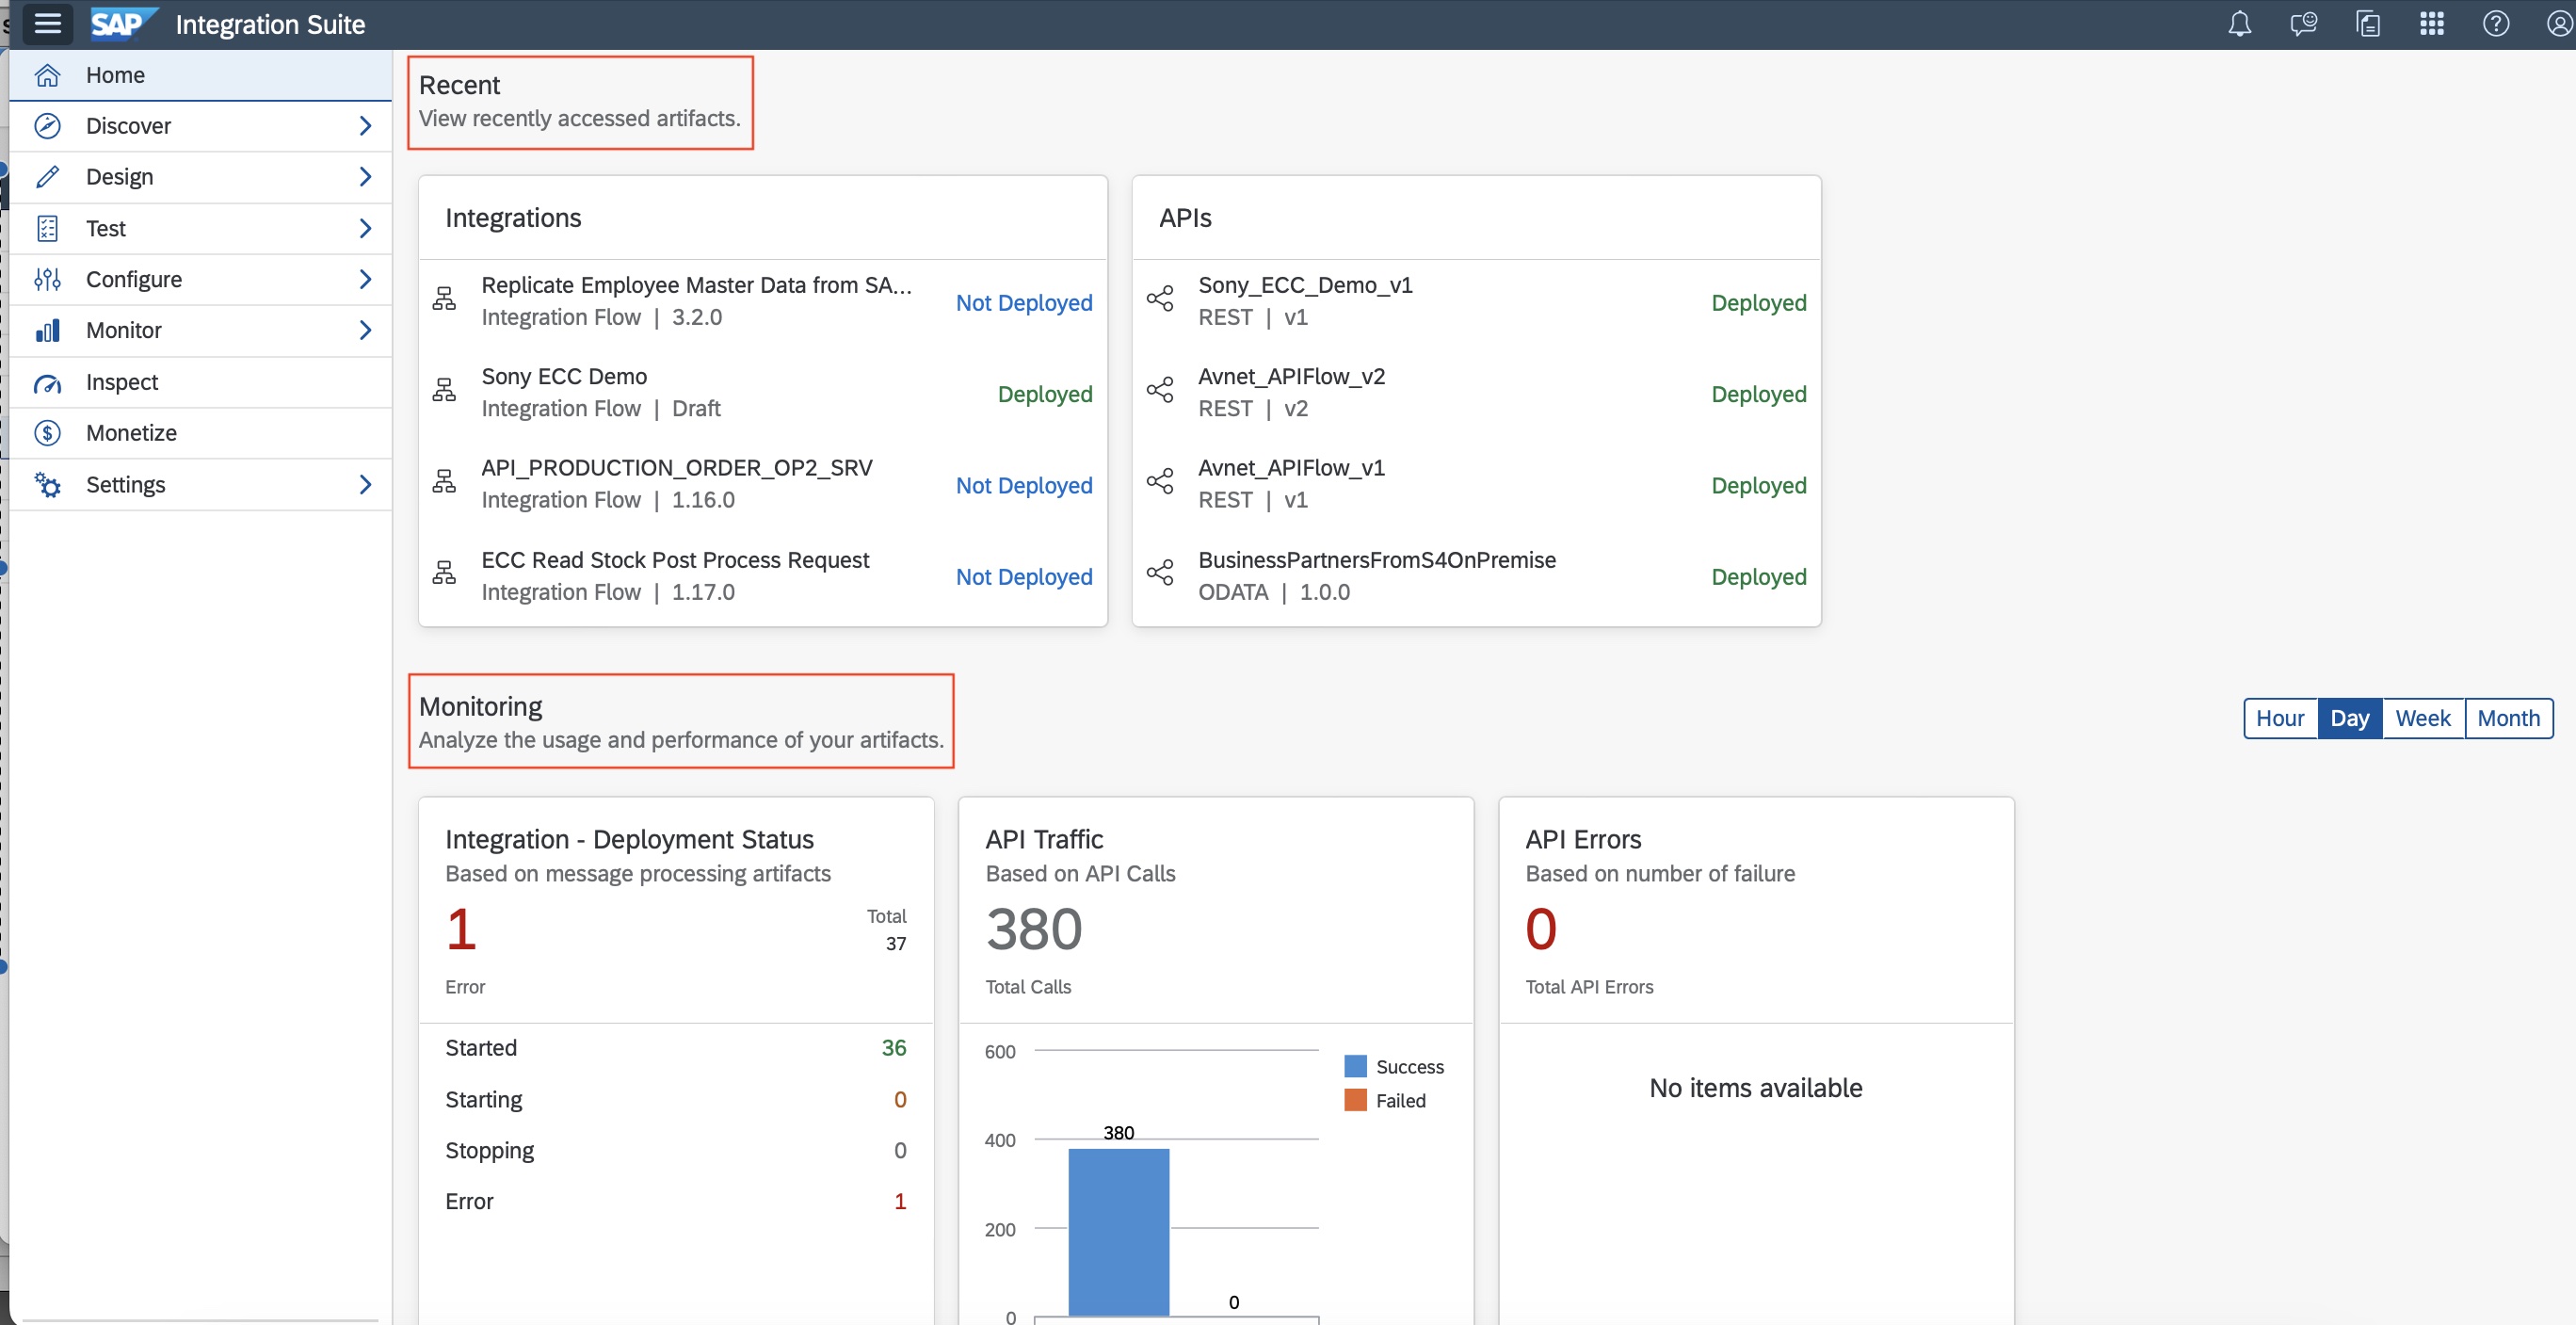 SAP Integration Suite
Home
Discover
Design
Test
Configure
Monitor
Inspect
Monetize
Settings
Recent
View recently accessed artifacts.
Integrations
Replicate Employee Master Data from SA...
Integration Flow | 3.2.0
Not Deployed
Sony ECC Demo
Integration Flow | Draft
Deployed
API_PRODUCTION_ORDER_OP2_SRV
Integration Flow | 1.16.0
Not Deployed
ECC Read Stock Post Process Request
Integration Flow | 1.17.0
Not Deployed
APIs
Sony_ECC_Demo_v1
REST | v1
Deployed
Avnet_APIFlow_v2
REST | v2
Deployed
Avnet_APIFlow_v1
REST | v1
Deployed
BusinessPartnersFromS4OnPremise
ODATA | 1.0.0
Deployed
Monitoring
Analyze the usage and performance of your artifacts.
Hour Day Week Month
Integration - Deployment Status
Based on message processing artifacts
1
Total
37
Error
Started 36
Starting 0
Stopping 0
Error 1
API Traffic
Based on API Calls
380
Total Calls
600
400
200
0
380
0
Success
Failed
API Errors
Based on number of failure
0
Total API Errors
No items available